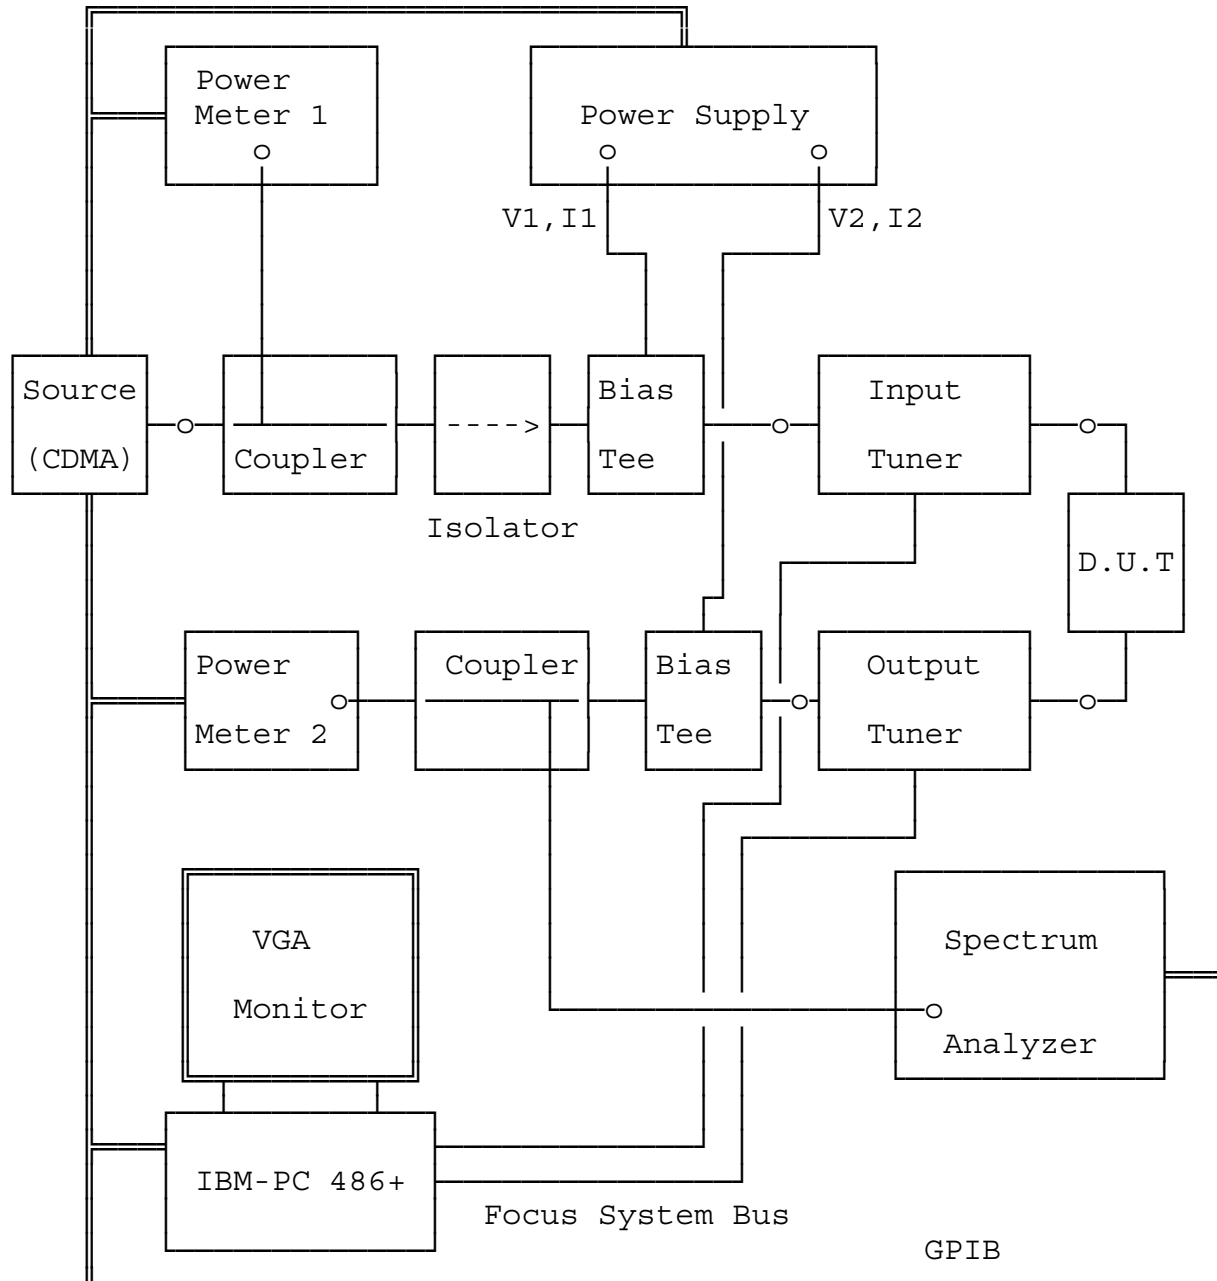 Power
Meter 1
Power Supply
V1,I1
V2,I2
Source
(CDMA)
Coupler
---->
Isolator
Bias
Tee
Input
Tuner
D.U.T
Power
Meter 2
Coupler
Bias
Tee
Output
Tuner
VGA
Monitor
Spectrum
Analyzer
IBM-PC 486+
Focus System Bus
GPIB